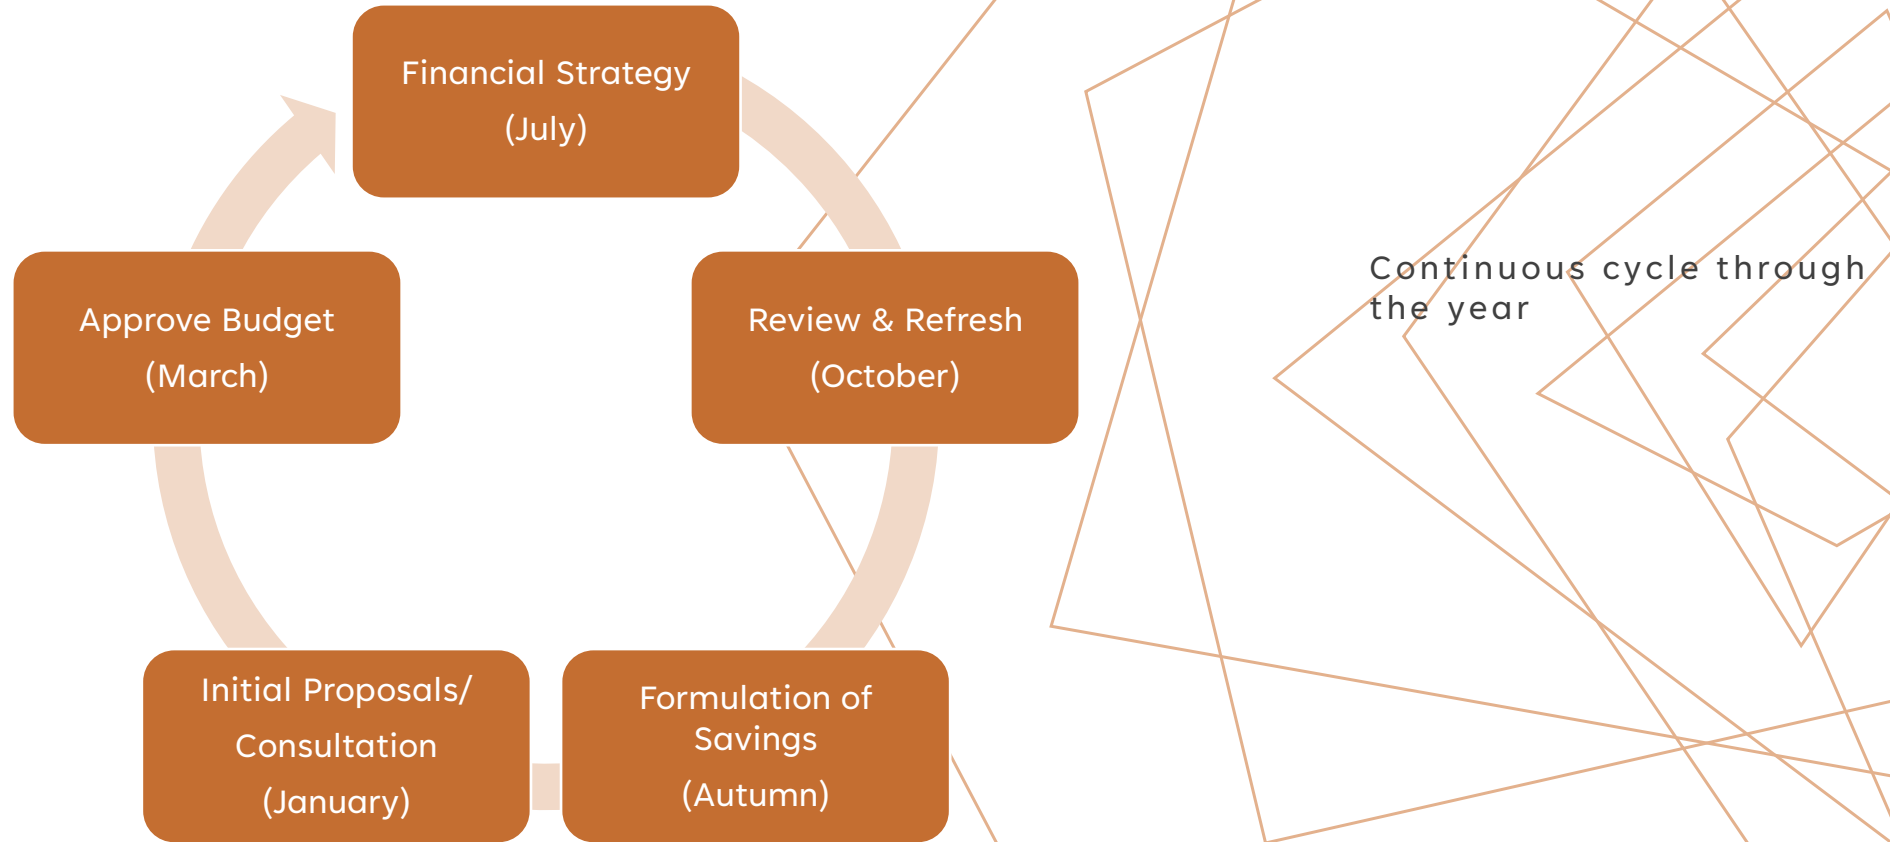 Financial Strategy
(July)
Review & Refresh
(October)
Formulation of
Savings
(Autumn)
Initial Proposals/
Consultation
(January)
Approve Budget
(March)
Continuous cycle through
the year